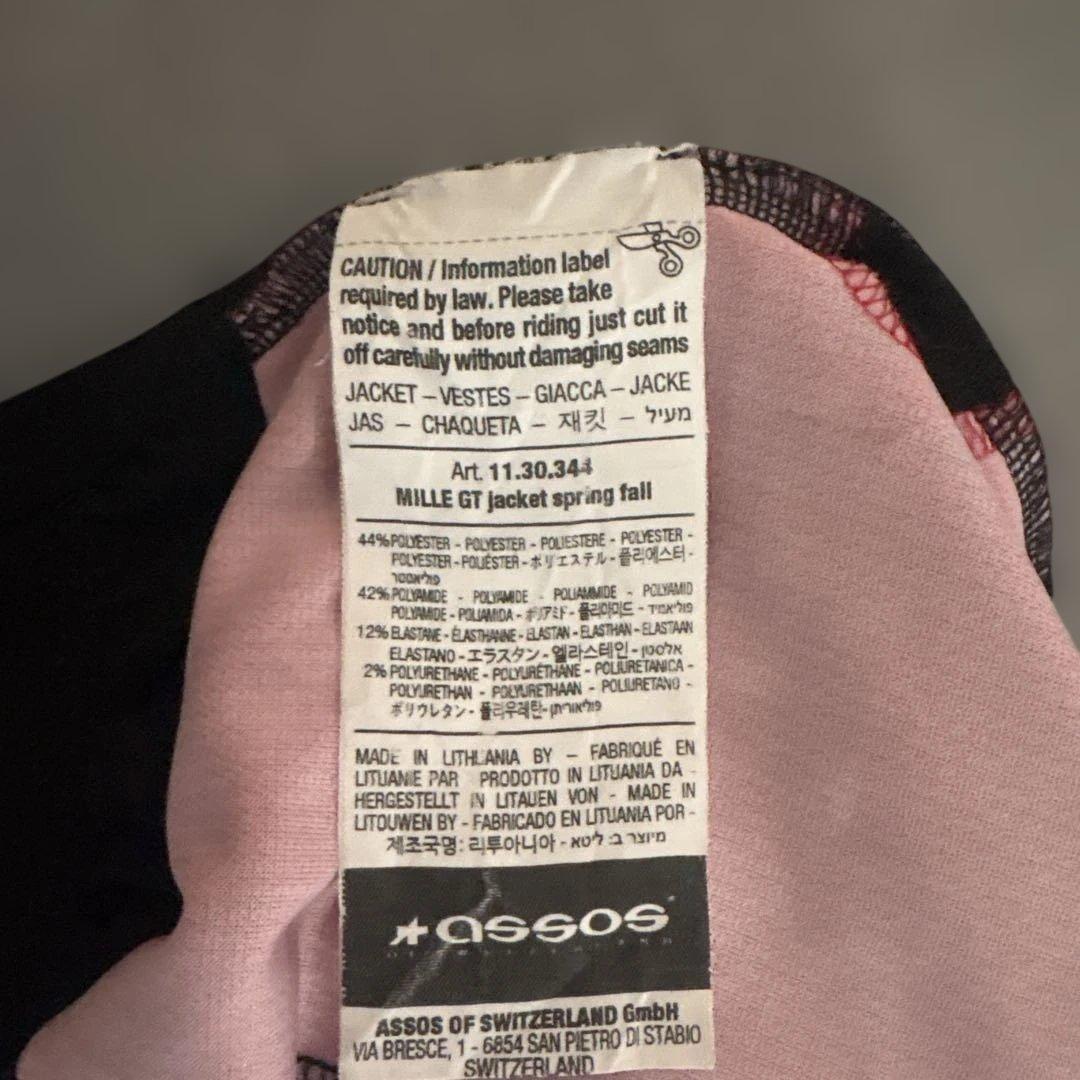 CAUTION / Information label
required by law. Please take
notice and before riding just cut it
off carefully without damaging seams
JACKET – VESTES – GIACCA – JACKE
JAS – CHAQUETA – 재킷 – מעיל
Art. 11.30.344
MILLE GT jacket spring fall
44% POLYESTER - POLYESTER - POLIESTERE - POLYESTER -
POLYESTER - POLIÉSTER - ポリエステル - 폴리에스터 -
פוליאסטר
42% POLYAMIDE - POLYAMIDE - POLIAMMIDE - POLYAMID
POLYAMIDE - POLIAMIDA - ポリアミド - 폴리아미드 - פוליאמיד
12% ELASTANE - ÉLASTHANNE - ELASTAN - ELASTHAN - ELASTAAN
ELASTANO - エラスタン - 엘라스테인 - אלסטן
2% POLYURETHANE - POLYURÉTHANE - POLIURETANICA -
POLYURETHAN - POLYURETHAAN - POLIURETANO -
ポリウレタン - 폴리우레탄 - פוליאוריתן
MADE IN LITHUANIA BY – FABRIQUÉ EN
LITUANIE PAR PRODOTTO IN LITUANIA DA -
HERGESTELLT IN LITAUEN VON - MADE IN
LITOUWEN BY - FABRICADO EN LITUANIA POR -
제조국명: 리투아니아 - מיוצר ב: ליטא
assos
ASSOS OF SWITZERLAND GmbH
VIA BRESCE, 1 - 6854 SAN PIETRO DI STABIO
SWITZERLAND